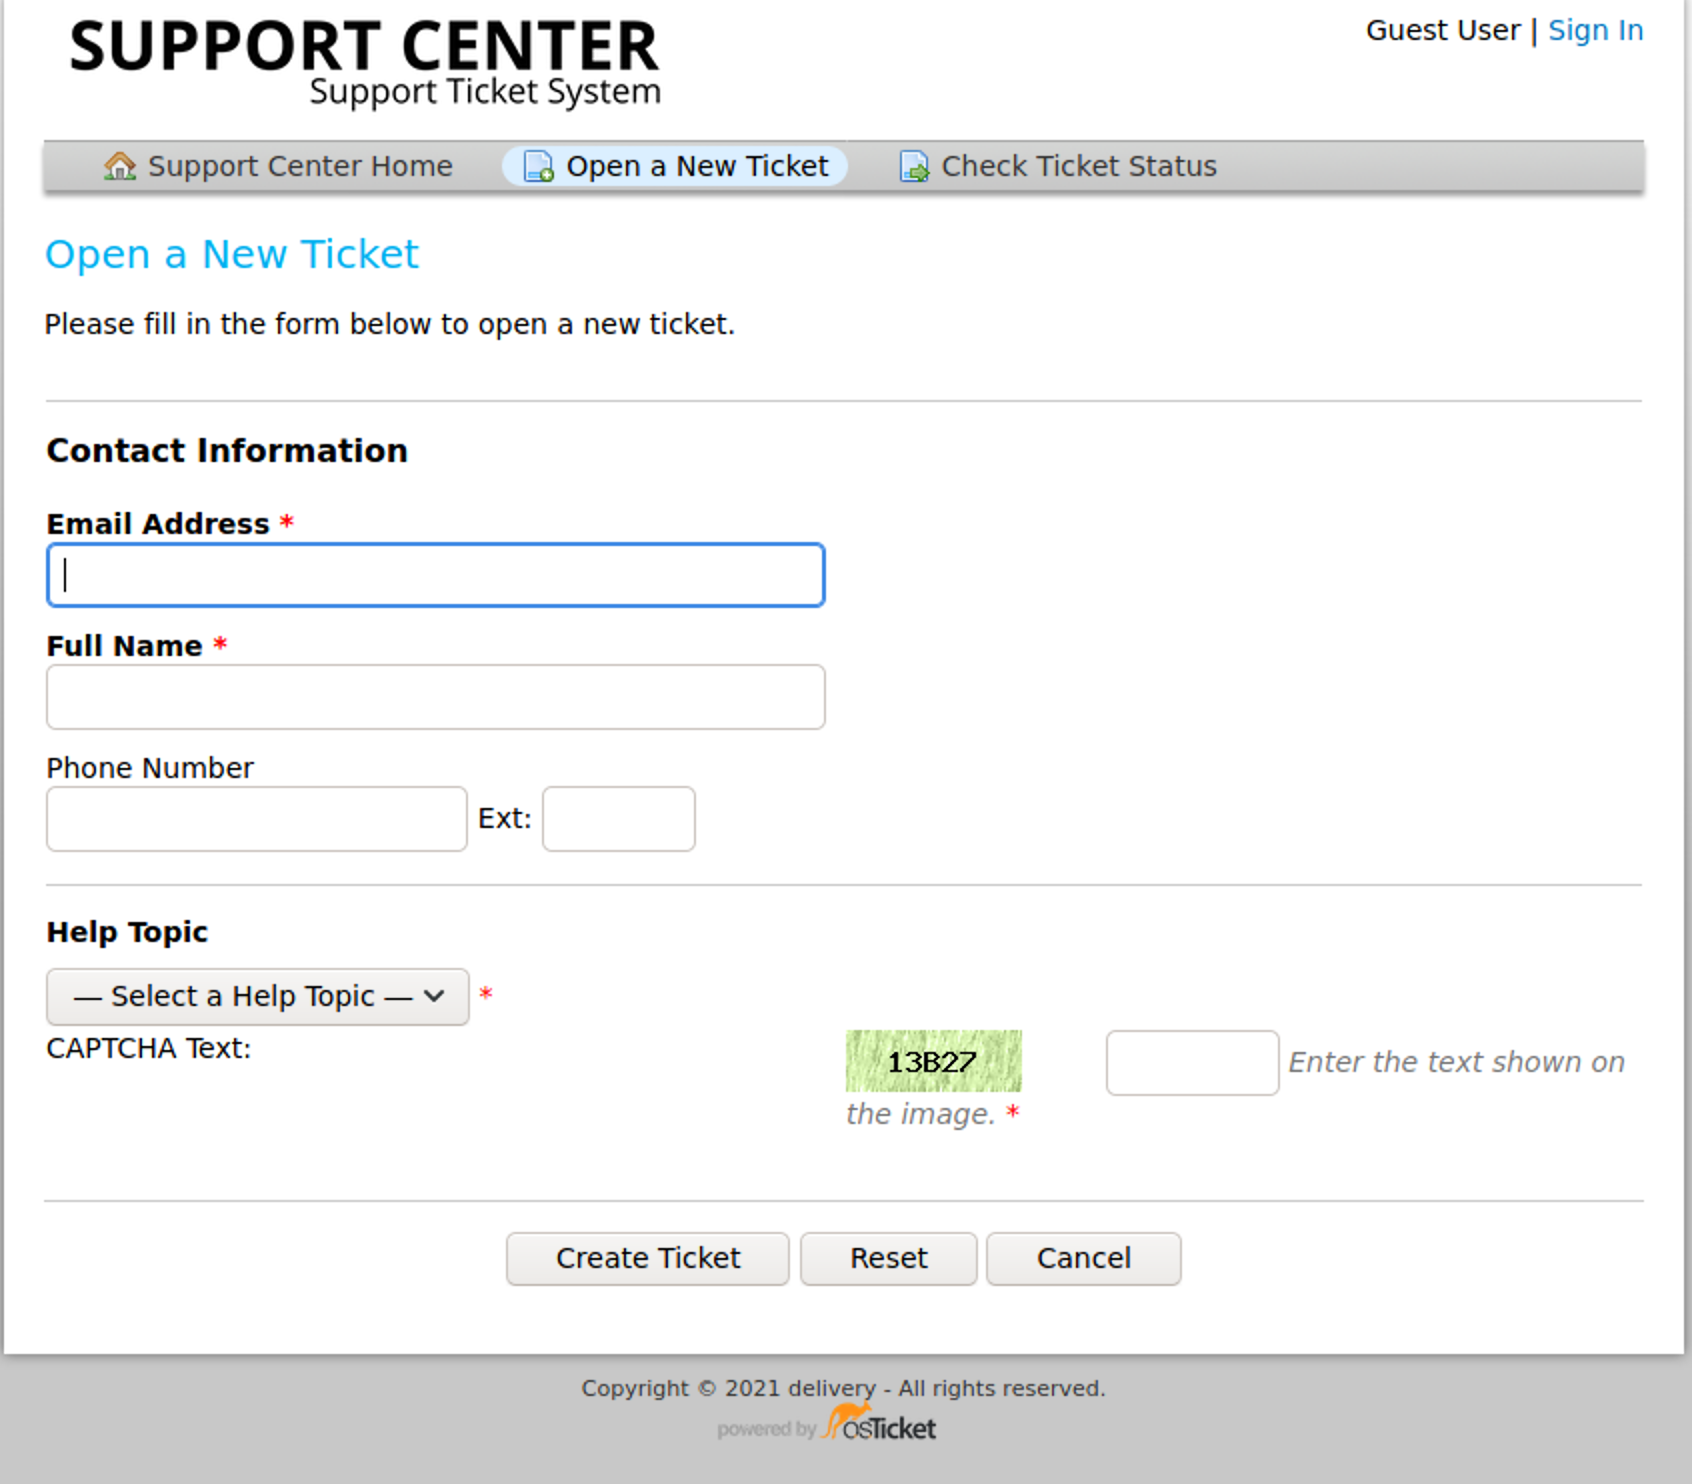 SUPPORT CENTER
Support Ticket System
Guest User | Sign In
Support Center Home Open a New Ticket Check Ticket Status
Open a New Ticket
Please fill in the form below to open a new ticket.
Contact Information
Email Address *
Full Name *
Phone Number
Ext:
Help Topic
— Select a Help Topic — *
CAPTCHA Text: 13B27 Enter the text shown on
the image. *
Create Ticket Reset Cancel
Copyright © 2021 delivery - All rights reserved.
powered by osTicket